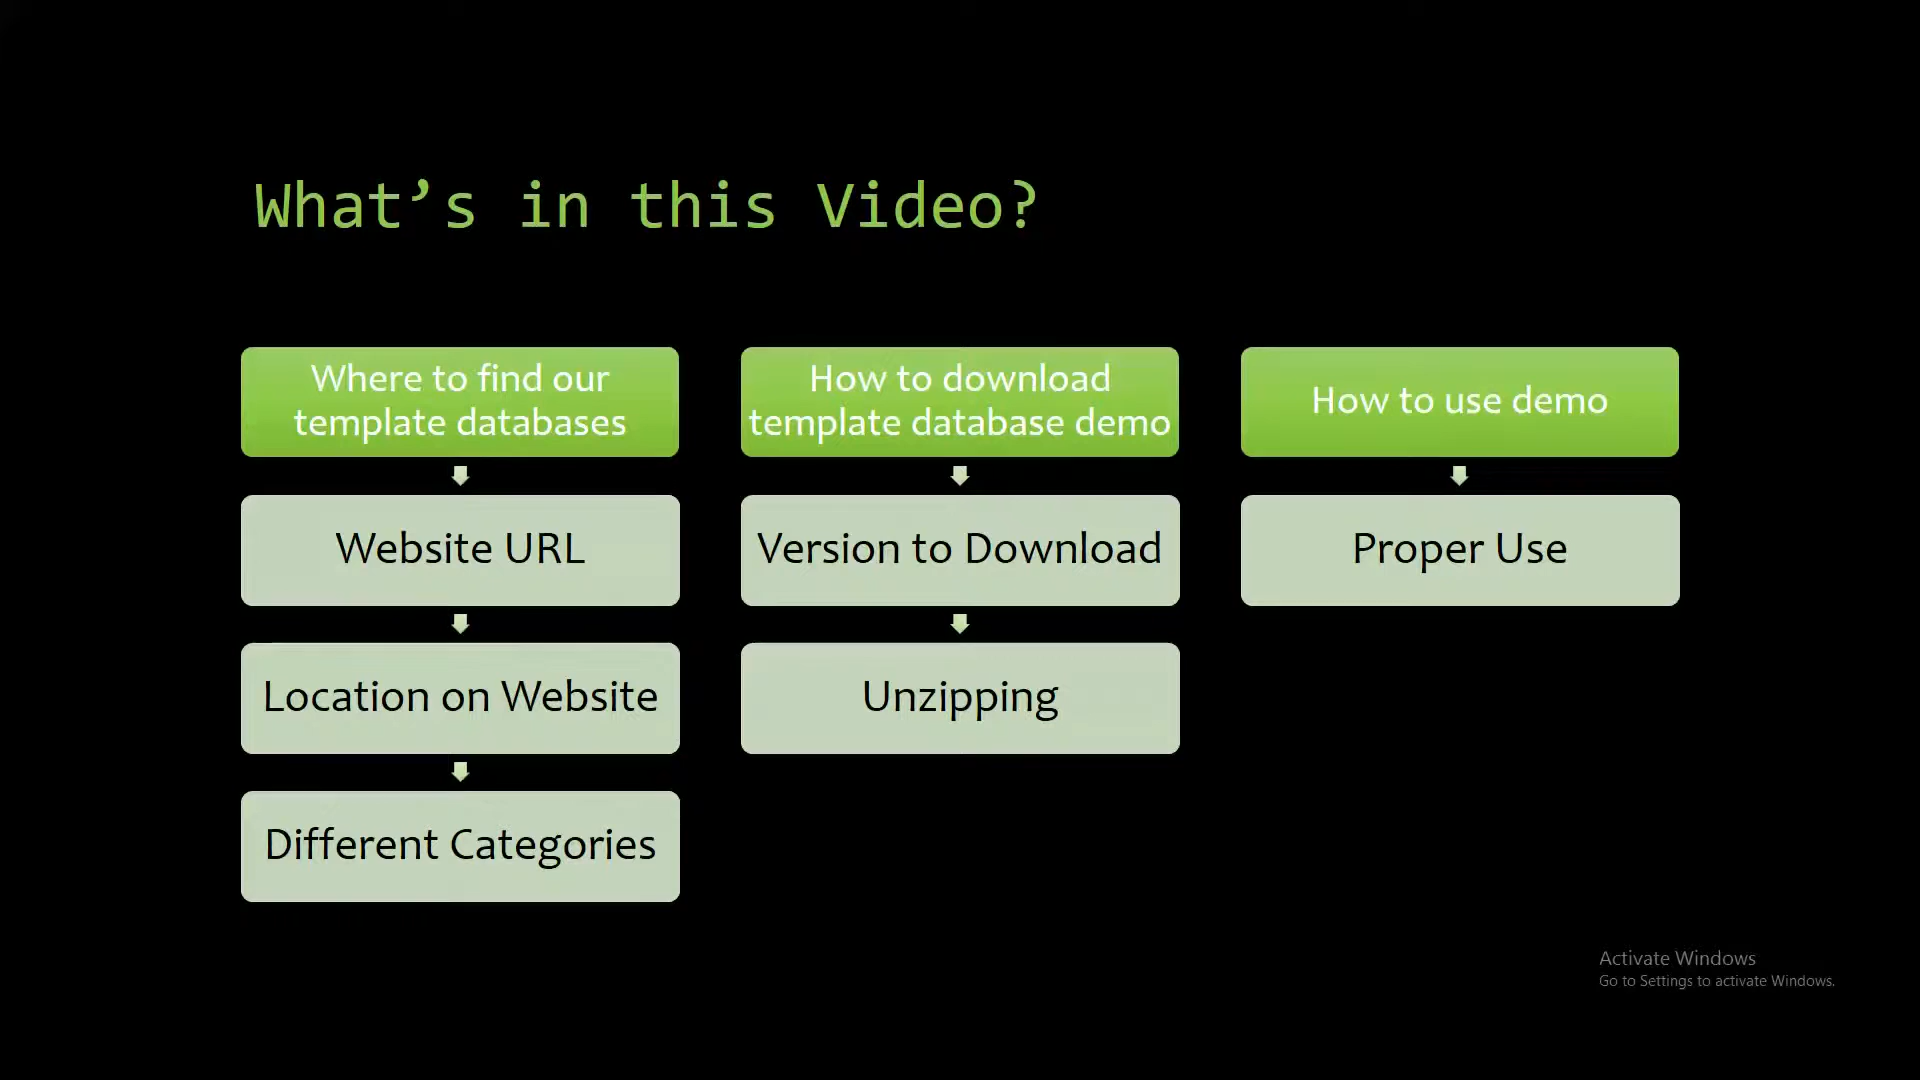 What’s in this Video?
Where to find our
template databases
Website URL
Location on Website
Different Categories
How to download
template database demo
Version to Download
Unzipping
How to use demo
Proper Use
Activate Windows
Go to Settings to activate Windows.